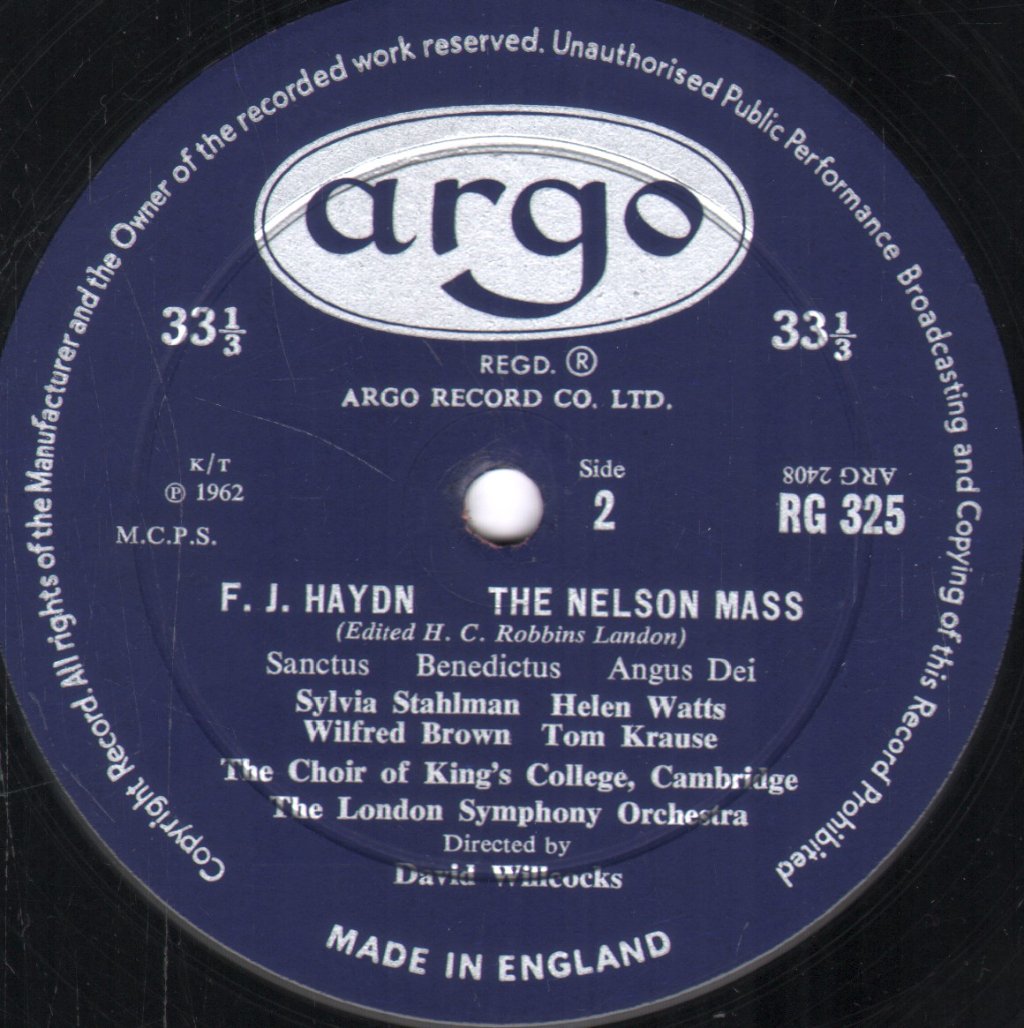 Copyright Record. All rights of the Manufacturer and the Owner of the recorded work reserved. Unauthorised Public Performance Broadcasting and Copying of this Record Prohibited
argo
33⅓
33⅓
REGD. ®
ARGO RECORD CO. LTD.
K/T
℗ 1962
M.C.P.S.
Side
2
ARG 2408
RG 325
F. J. HAYDN THE NELSON MASS
(Edited H. C. Robbins Landon)
Sanctus Benedictus Angus Dei
Sylvia Stahlman Helen Watts
Wilfred Brown Tom Krause
The Choir of King's College, Cambridge
The London Symphony Orchestra
Directed by
David Willcocks
MADE IN ENGLAND